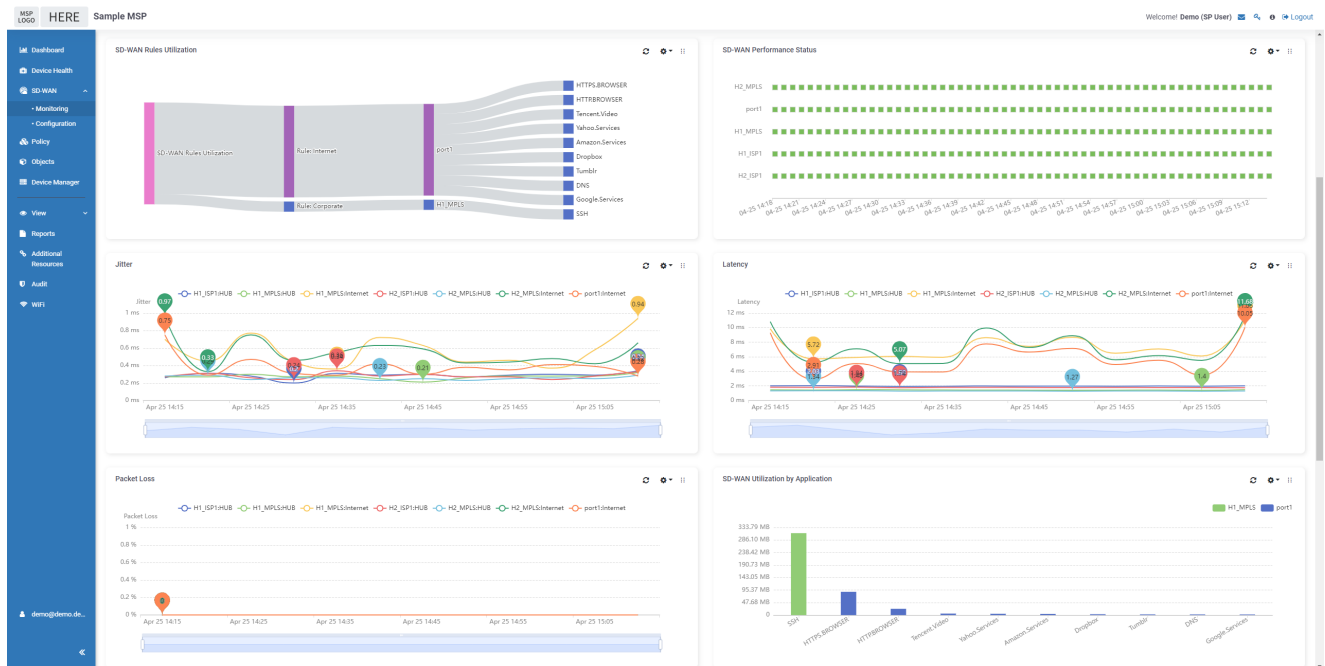 MSP
LOGO
HERE
Sample MSP
Welcome! Demo (SP User)
Logout
Dashboard
Device Health
SD-WAN
• Monitoring
• Configuration
Policy
Objects
Device Manager
View
Reports
Additional
Resources
Audit
WiFi
demo@demo.de...
SD-WAN Rules Utilization
SD-WAN Rules Utilization
Rule: Internet
Rule: Corporate
port1
H1_MPLS
HTTPS.BROWSER
HTTP.BROWSER
Tencent.Video
Yahoo.Services
Amazon.Services
Dropbox
Tumblr
DNS
Google.Services
SSH
SD-WAN Performance Status
H2_MPLS
port1
H1_MPLS
H1_ISP1
H2_ISP1
04-25 14:18
04-25 14:21
04-25 14:24
04-25 14:27
04-25 14:30
04-25 14:33
04-25 14:36
04-25 14:39
04-25 14:42
04-25 14:45
04-25 14:48
04-25 14:51
04-25 14:54
04-25 14:57
04-25 15:00
04-25 15:03
04-25 15:06
04-25 15:09
04-25 15:12
Jitter
H1_ISP1:HUB H1_MPLS:HUB H1_MPLS:Internet H2_ISP1:HUB H2_MPLS:HUB H2_MPLS:Internet port1:Internet
Jitter
1 ms
0.8 ms
0.6 ms
0.4 ms
0.2 ms
0 ms
0.97
0.75
0.33
0.23
0.21
0.94
Apr 25 14:15 Apr 25 14:25 Apr 25 14:35 Apr 25 14:45 Apr 25 14:55 Apr 25 15:05
Latency
H1_ISP1:HUB H1_MPLS:HUB H1_MPLS:Internet H2_ISP1:HUB H2_MPLS:HUB H2_MPLS:Internet port1:Internet
Latency
12 ms
10 ms
8 ms
6 ms
4 ms
2 ms
0 ms
5.72
5.07
1.27
1.4
11.68
10.05
Apr 25 14:15 Apr 25 14:25 Apr 25 14:35 Apr 25 14:45 Apr 25 14:55 Apr 25 15:05
Packet Loss
H1_ISP1:HUB H1_MPLS:HUB H1_MPLS:Internet H2_ISP1:HUB H2_MPLS:HUB H2_MPLS:Internet port1:Internet
Packet Loss
1 %
0.8 %
0.6 %
0.4 %
0.2 %
0 %
0
Apr 25 14:15 Apr 25 14:25 Apr 25 14:35 Apr 25 14:45 Apr 25 14:55 Apr 25 15:05
SD-WAN Utilization by Application
H1_MPLS port1
333.79 MB
286.10 MB
238.42 MB
190.73 MB
143.05 MB
95.37 MB
47.68 MB
0
SSH
HTTPS.BROWSER
HTTP.BROWSER
Tencent.Video
Yahoo.Services
Amazon.Services
Dropbox
Tumblr
DNS
Google.Services